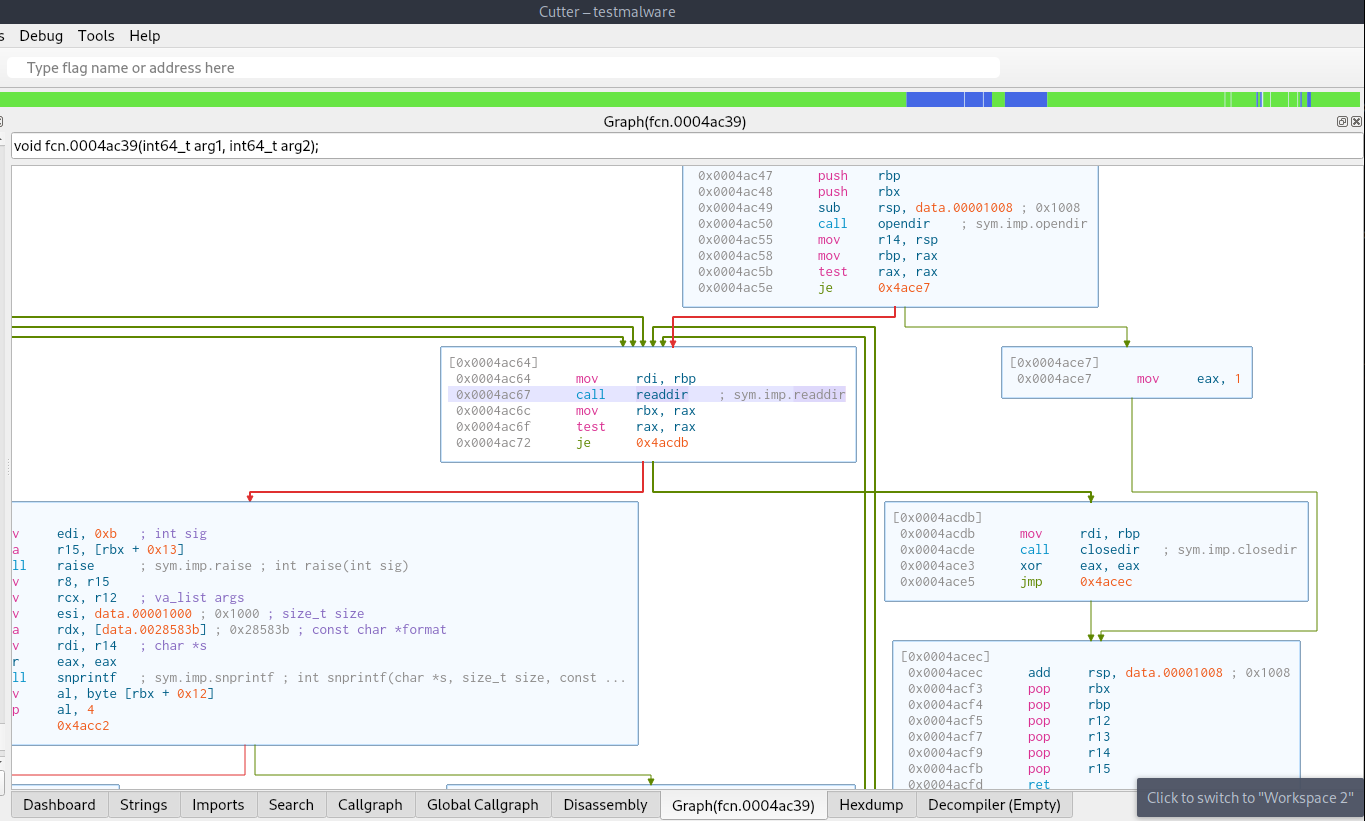 Cutter – testmalware
s Debug Tools Help
Type flag name or address here
Graph(fcn.0004ac39)
void fcn.0004ac39(int64_t arg1, int64_t arg2);
0x0004ac47 push rbp
0x0004ac48 push rbx
0x0004ac49 sub rsp, data.00001008 ; 0x1008
0x0004ac50 call opendir ; sym.imp.opendir
0x0004ac55 mov r14, rsp
0x0004ac58 mov rbp, rax
0x0004ac5b test rax, rax
0x0004ac5e je 0x4ace7
[0x0004ac64]
0x0004ac64 mov rdi, rbp
0x0004ac67 call readdir ; sym.imp.readdir
0x0004ac6c mov rbx, rax
0x0004ac6f test rax, rax
0x0004ac72 je 0x4acdb
[0x0004ace7]
0x0004ace7 mov eax, 1
v edi, 0xb ; int sig
a r15, [rbx + 0x13]
ll raise ; sym.imp.raise ; int raise(int sig)
v r8, r15
v rcx, r12 ; va_list args
v esi, data.00001000 ; 0x1000 ; size_t size
a rdx, [data.0028583b] ; 0x28583b ; const char *format
v rdi, r14 ; char *s
r eax, eax
ll snprintf ; sym.imp.snprintf ; int snprintf(char *s, size_t size, const ...
v al, byte [rbx + 0x12]
p al, 4
0x4acc2
[0x0004acdb]
0x0004acdb mov rdi, rbp
0x0004acde call closedir ; sym.imp.closedir
0x0004ace3 xor eax, eax
0x0004ace5 jmp 0x4acec
[0x0004acec]
0x0004acec add rsp, data.00001008 ; 0x1008
0x0004acf3 pop rbx
0x0004acf4 pop rbp
0x0004acf5 pop r12
0x0004acf7 pop r13
0x0004acf9 pop r14
0x0004acfb pop r15
0x0004acfd ret
Dashboard Strings Imports Search Callgraph Global Callgraph Disassembly Graph(fcn.0004ac39) Hexdump Decompiler (Empty)
Click to switch to "Workspace 2"